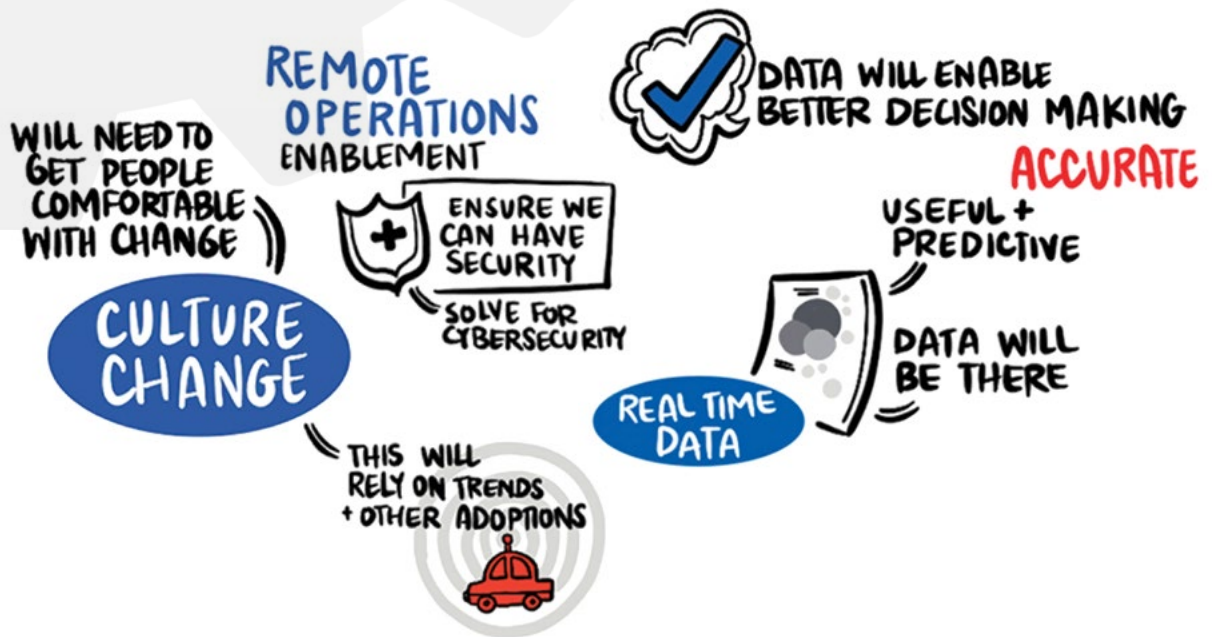 REMOTE
OPERATIONS
ENABLEMENT
WILL NEED TO
GET PEOPLE
COMFORTABLE
WITH CHANGE
ENSURE WE
CAN HAVE
SECURITY
SOLVE FOR
CYBERSECURITY
CULTURE
CHANGE
THIS WILL
RELY ON TRENDS
+ OTHER ADOPTIONS
DATA WILL ENABLE
BETTER DECISION MAKING
ACCURATE
USEFUL +
PREDICTIVE
DATA WILL
BE THERE
REAL TIME
DATA